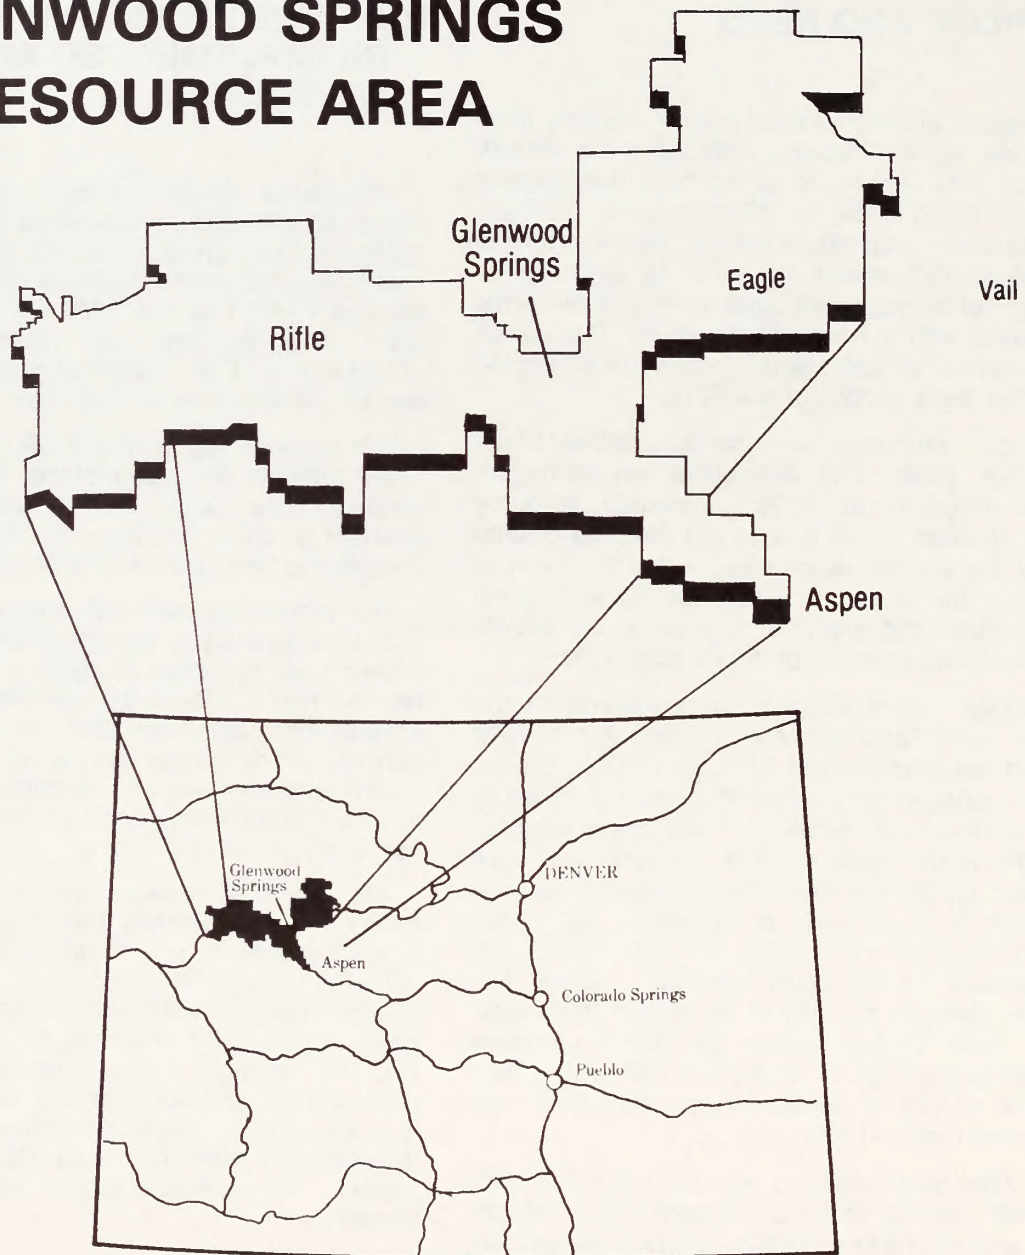 NWOOD SPRINGS
ESOURCE AREA
Glenwood
Springs
Eagle
Vail
Rifle
Aspen
Glenwood
Springs
DENVER
Aspen
Colorado Springs
Pueblo